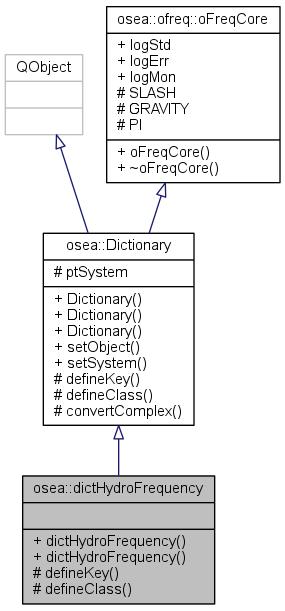 osea::ofreq::oFreqCore
+ logStd
+ logErr
+ logMon
# SLASH
# GRAVITY
# PI
+ oFreqCore()
+ ~oFreqCore()
QObject
osea::Dictionary
# ptSystem
+ Dictionary()
+ Dictionary()
+ Dictionary()
+ setObject()
+ setSystem()
# defineKey()
# defineClass()
# convertComplex()
osea::dictHydroFrequency
+ dictHydroFrequency()
+ dictHydroFrequency()
# defineKey()
# defineClass()